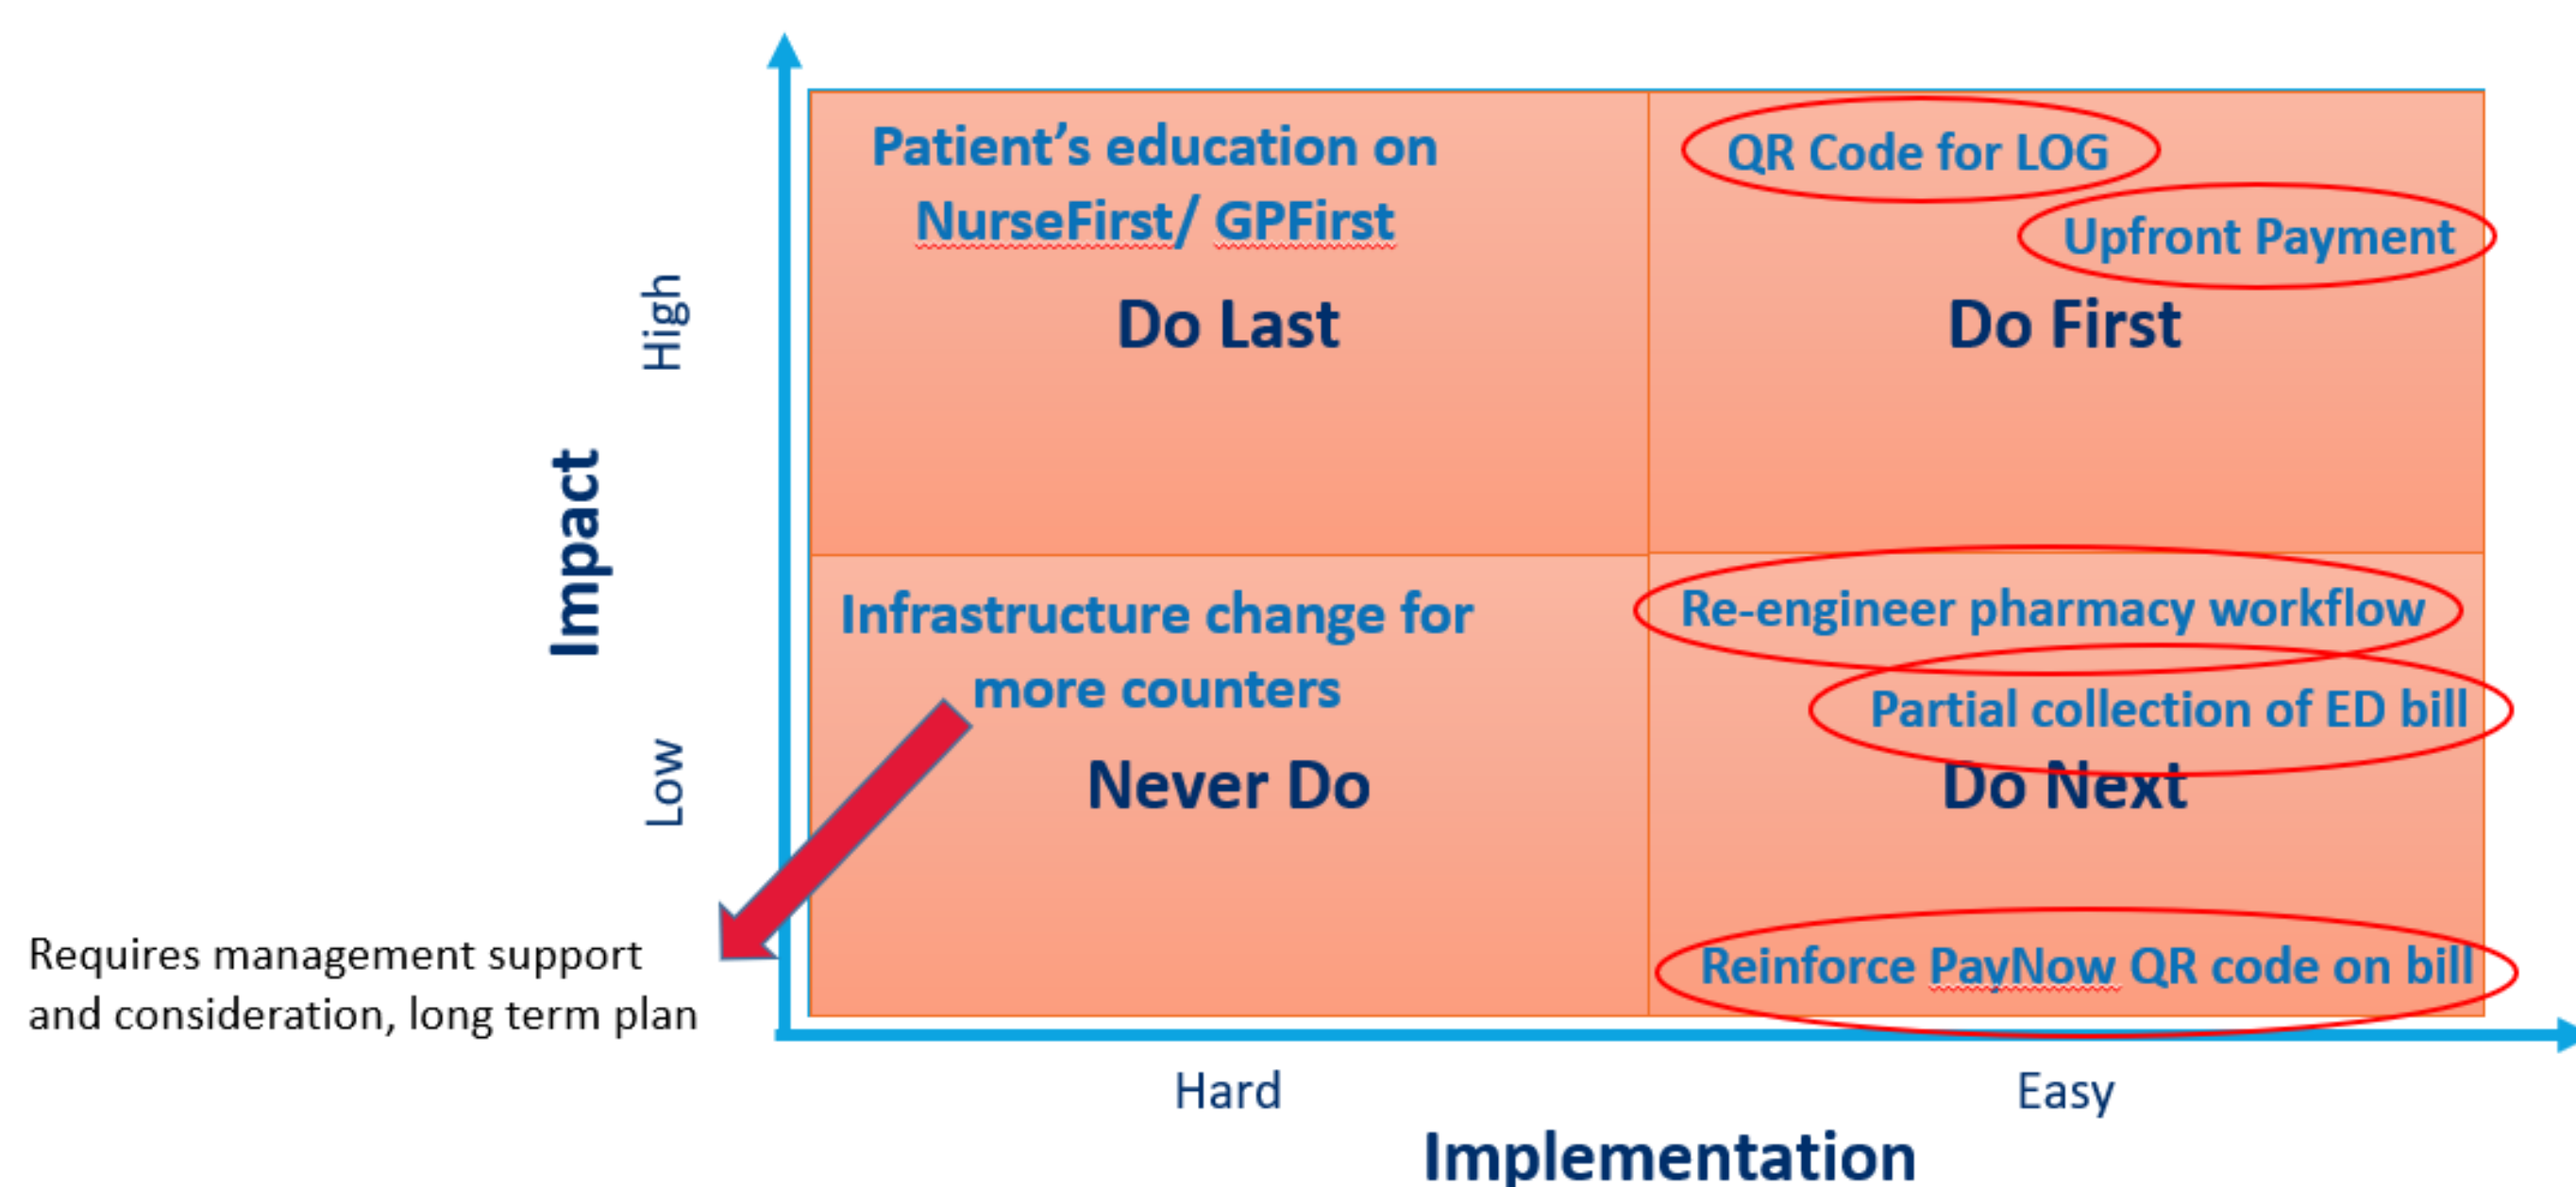 Patient’s education on
NurseFirst/ GPFirst
Do Last
QR Code for LOG
Upfront Payment
Do First
High
Impact
Low
Infrastructure change for
more counters
Never Do
Re-engineer pharmacy workflow
Partial collection of ED bill
Do Next
Reinforce PayNow QR code on bill
Requires management support
and consideration, long term plan
Hard
Easy
Implementation